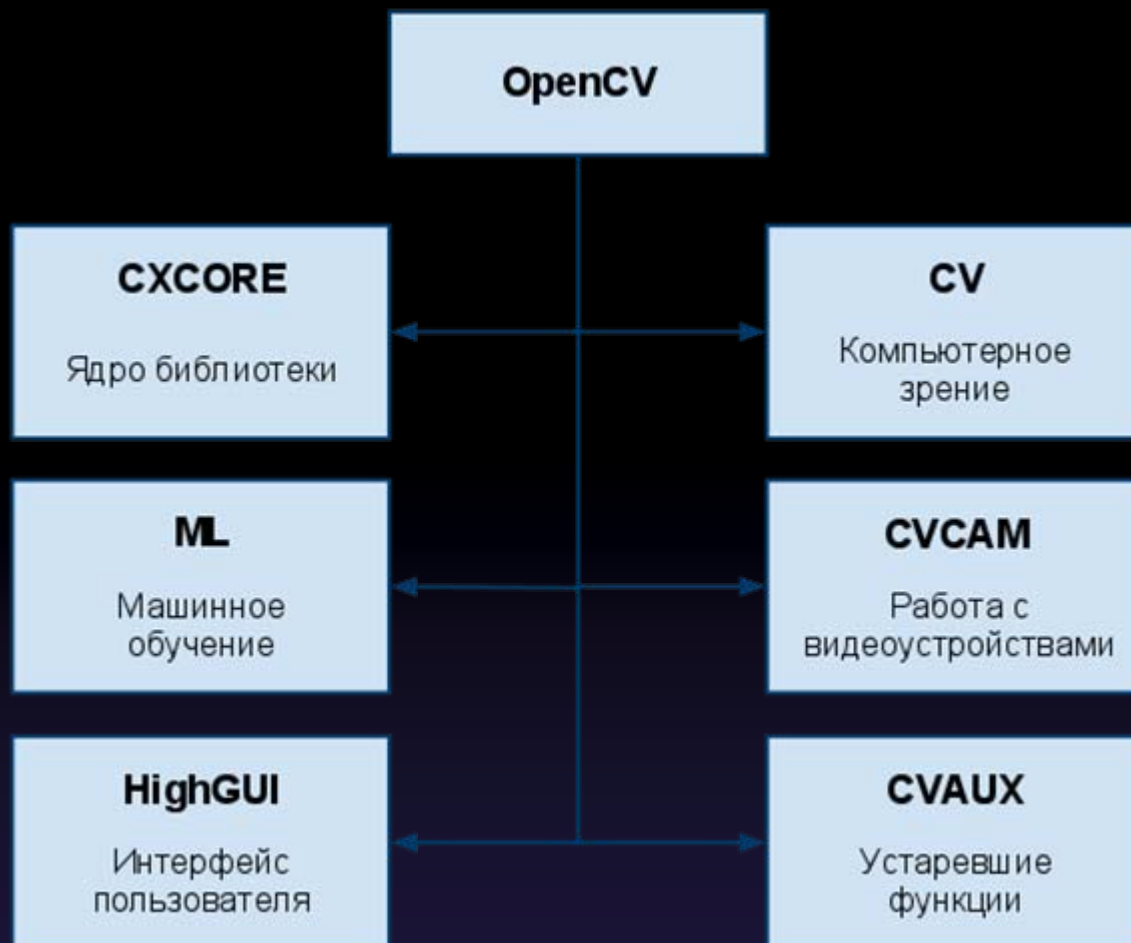 OpenCV
CXCORE
Ядро библиотеки
CV
Компьютерное
зрение
ML
Машинное
обучение
CVCAM
Работа с
видеоустройствами
HighGUI
Интерфейс
пользователя
CVAUX
Устаревшие
функции